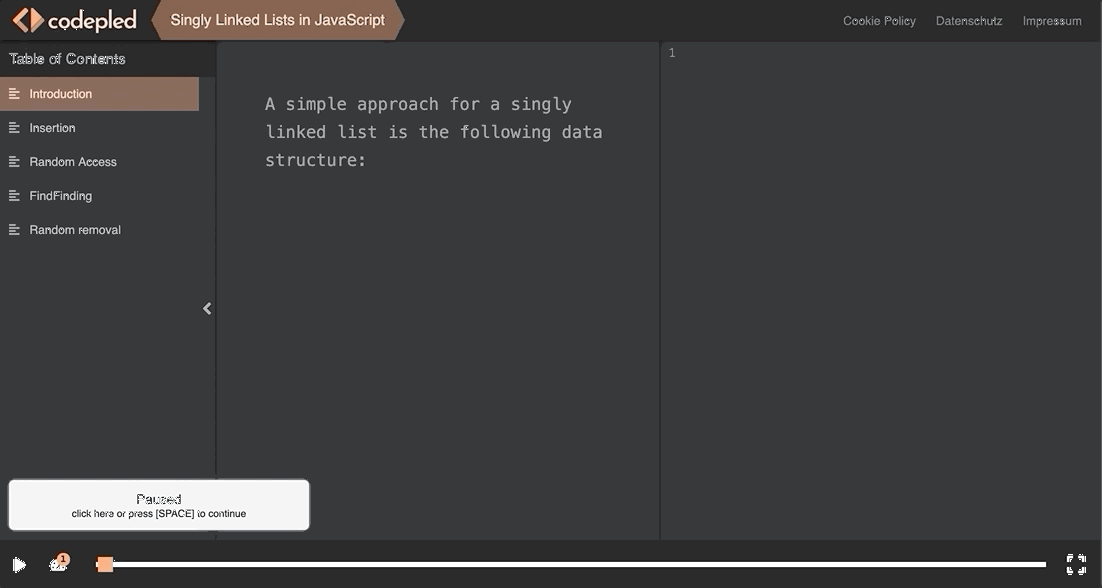 codepled
Singly Linked Lists in JavaScript
Cookie Policy
Datenschutz
Impressum
Table of Contents
Introduction
Insertion
Random Access
FindFinding
Random removal
A simple approach for a singly
linked list is the following data
structure:
1
Paused
click here or press [SPACE] to continue
1